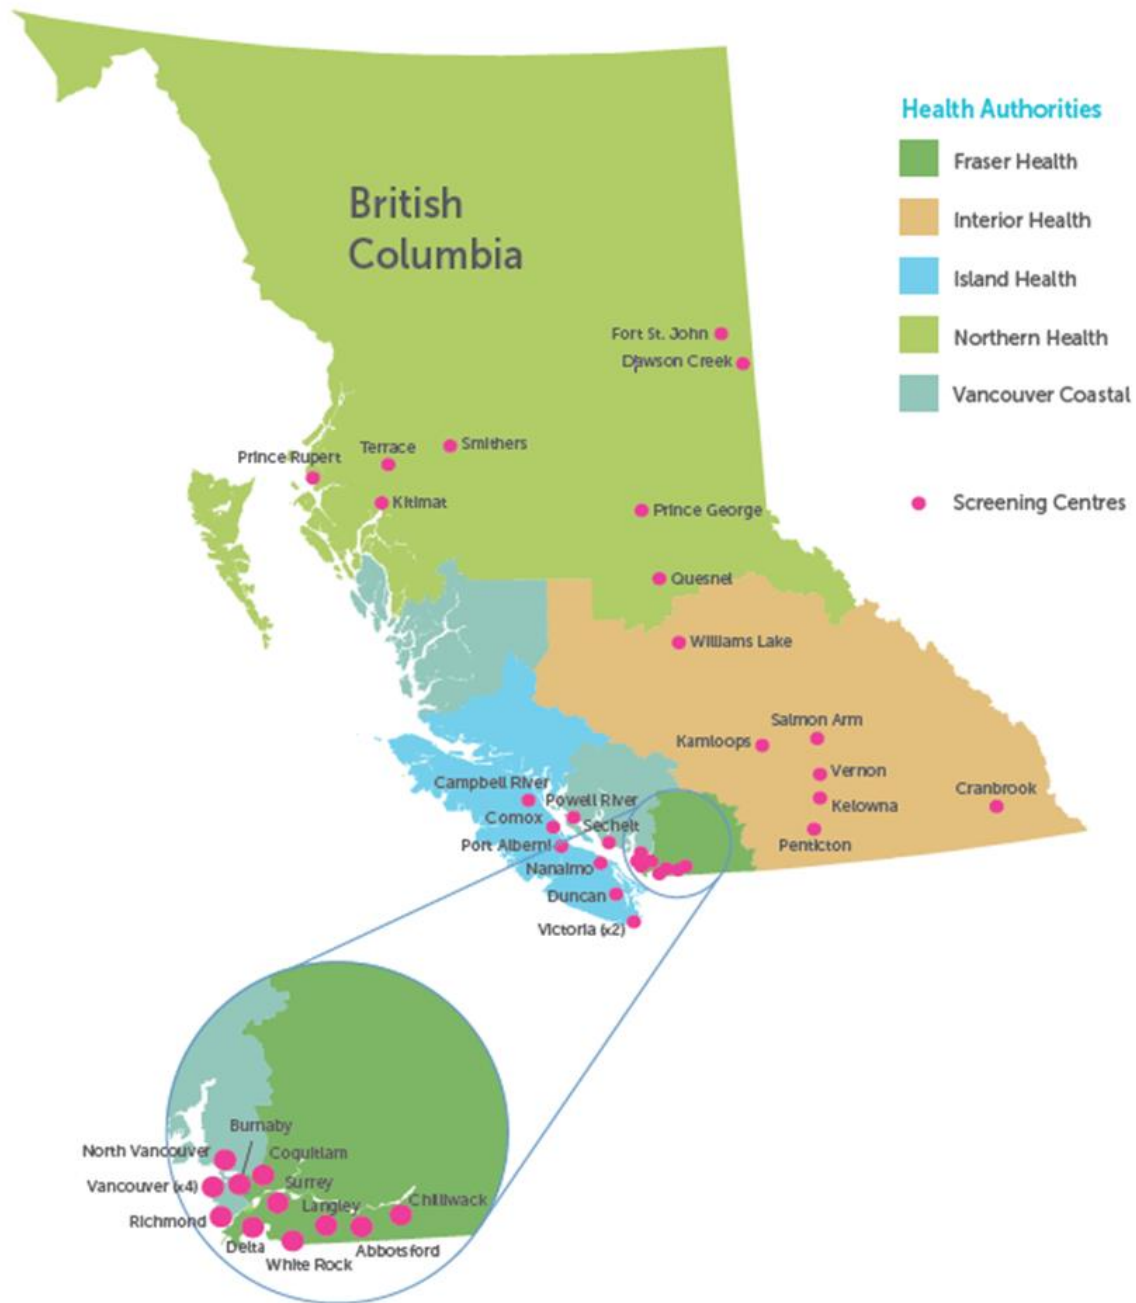 Health Authorities
Fraser Health
Interior Health
Island Health
Northern Health
Vancouver Coastal
Screening Centres
British
Columbia
Fort St. John
Dawson Creek
Smithers
Terrace
Prince Rupert
Kitimat
Prince George
Quesnel
Williams Lake
Salmon Arm
Kamloops
Vernon
Cranbrook
Kelowna
Penticton
Campbell River
Powell River
Comox
Sechelt
Port Alberni
Nanaimo
Duncan
Victoria (x2)
Burnaby
North Vancouver
Coquitlam
Vancouver (x4)
Surrey
Langley
Chilliwack
Richmond
Delta
Abbotsford
White Rock